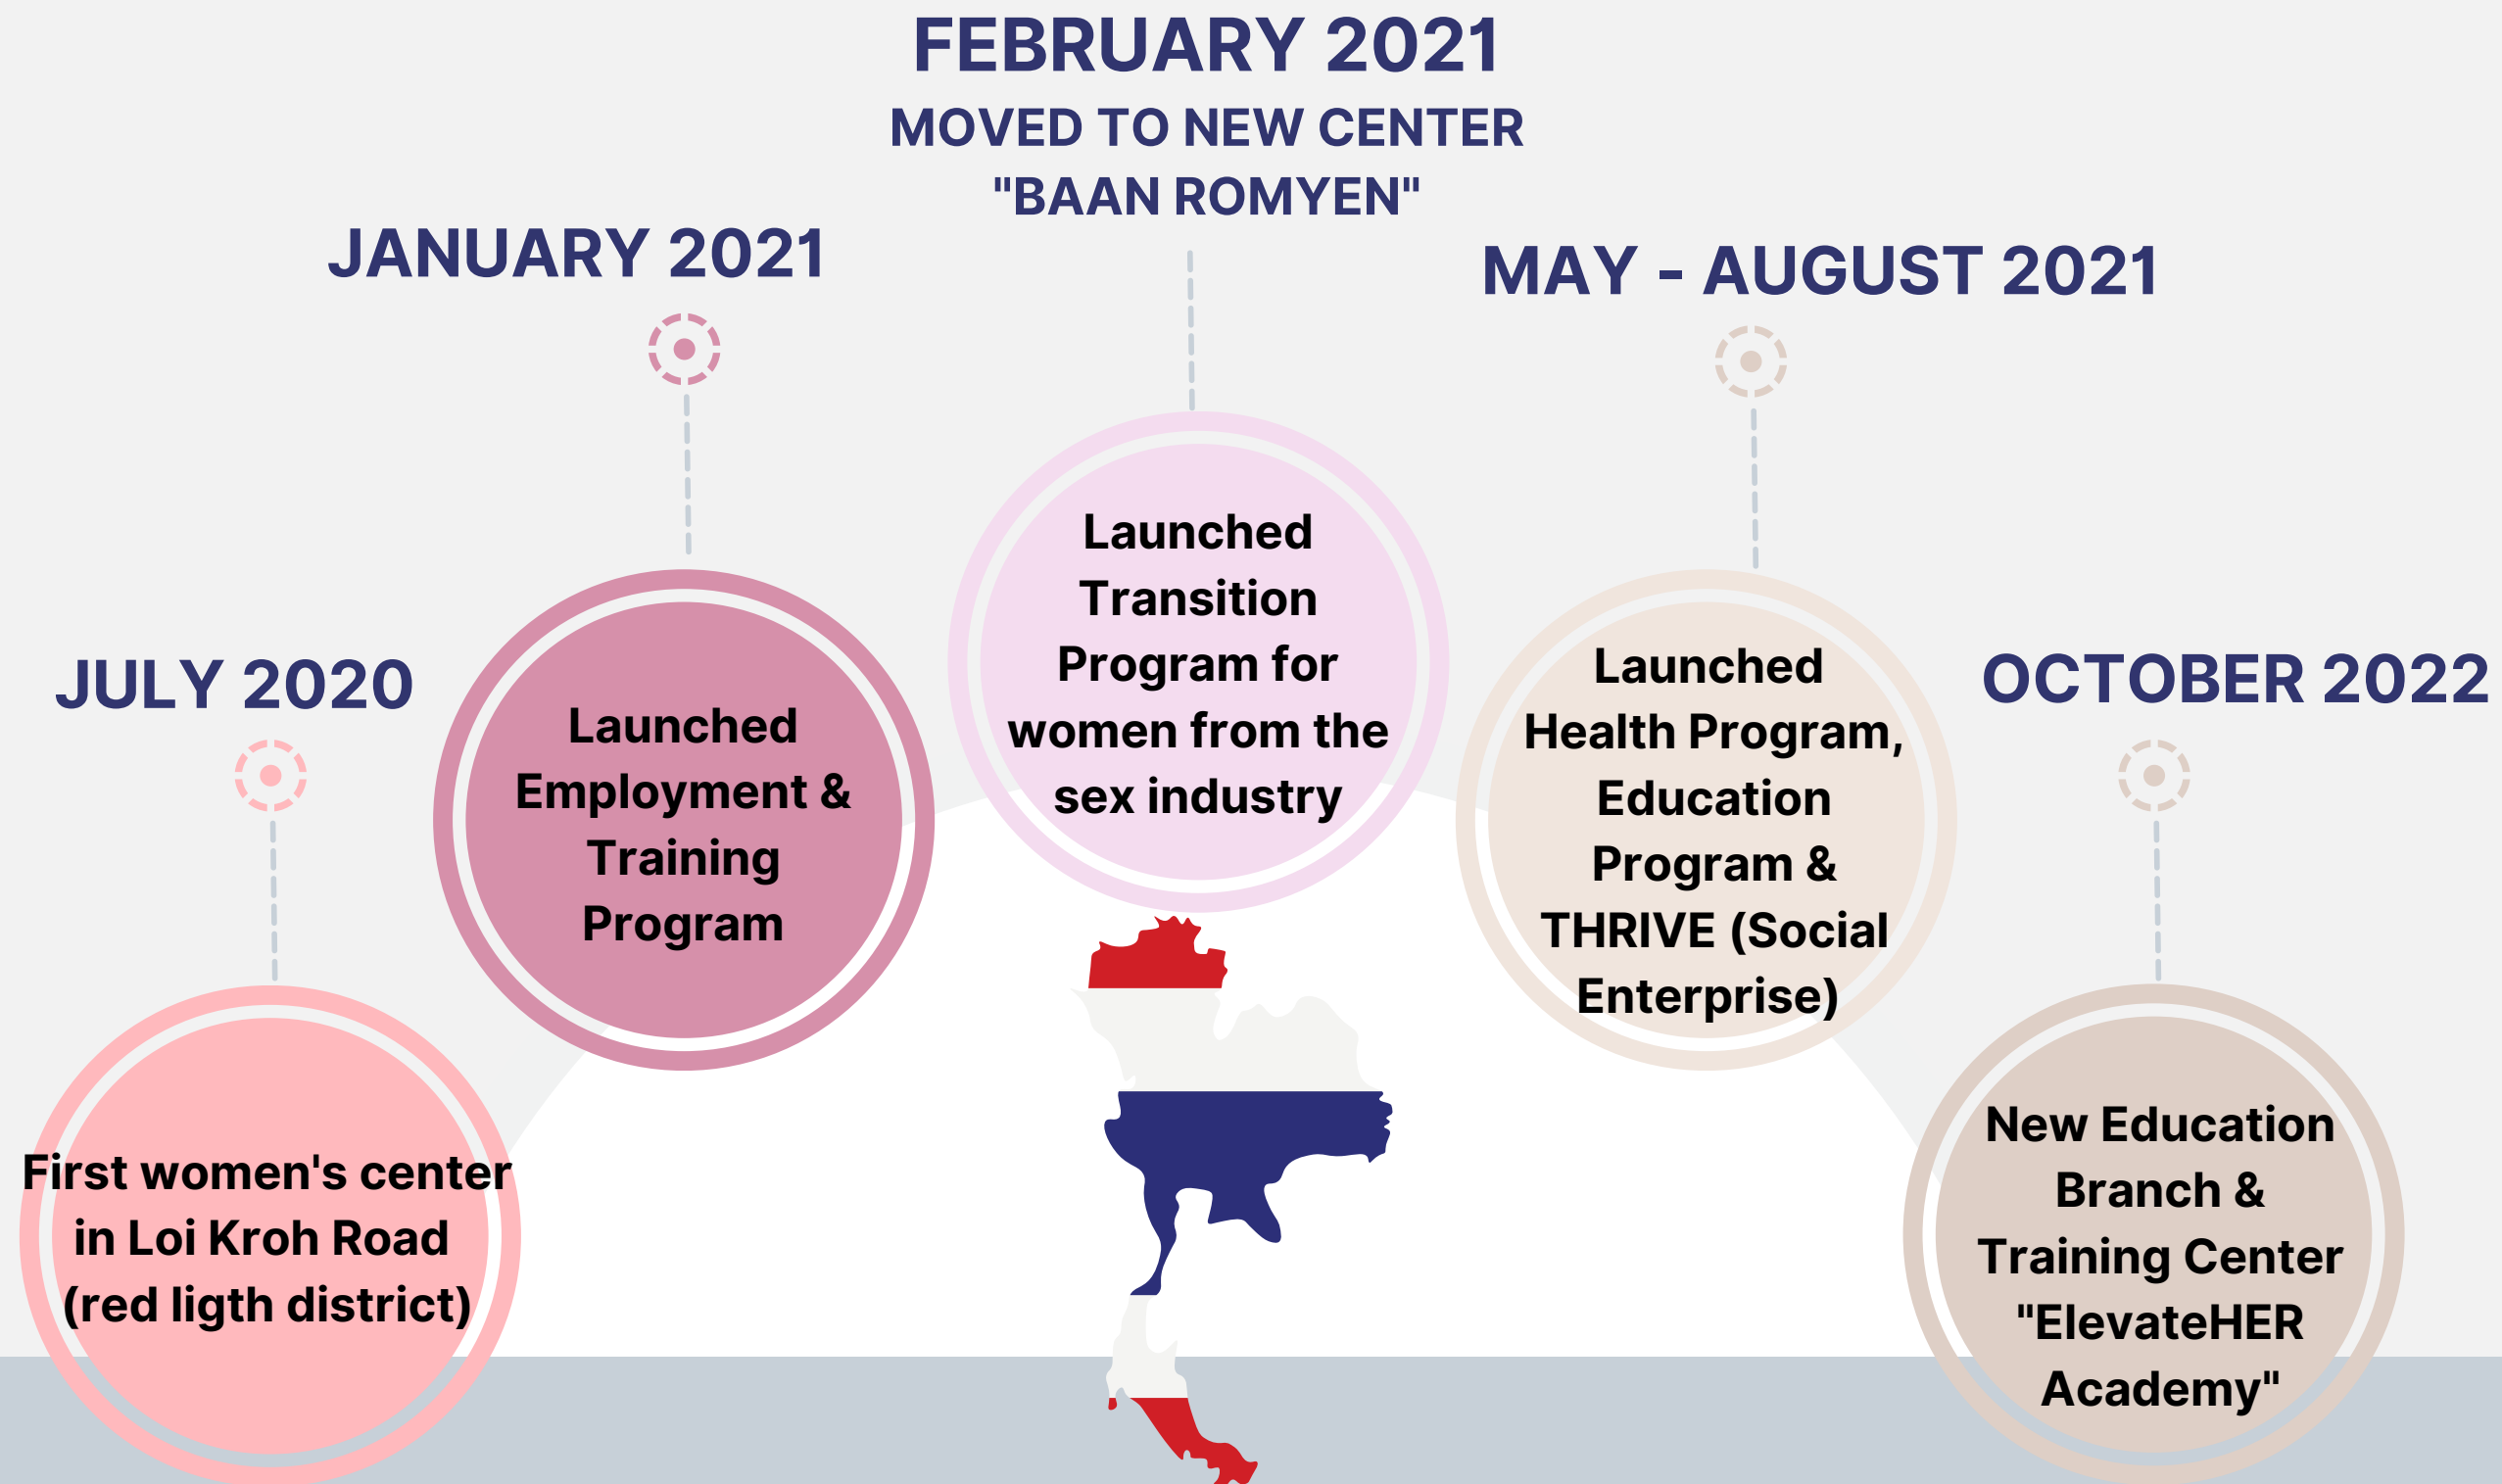 JULY 2020
First women's center
in Loi Kroh Road
(red ligth district)
JANUARY 2021
Launched
Employment &
Training
Program
FEBRUARY 2021
MOVED TO NEW CENTER
"BAAN ROMYEN"
Launched
Transition
Program for
women from the
sex industry
MAY - AUGUST 2021
Launched
Health Program,
Education
Program &
THRIVE (Social
Enterprise)
OCTOBER 2022
New Education
Branch &
Training Center
"ElevateHER
Academy"